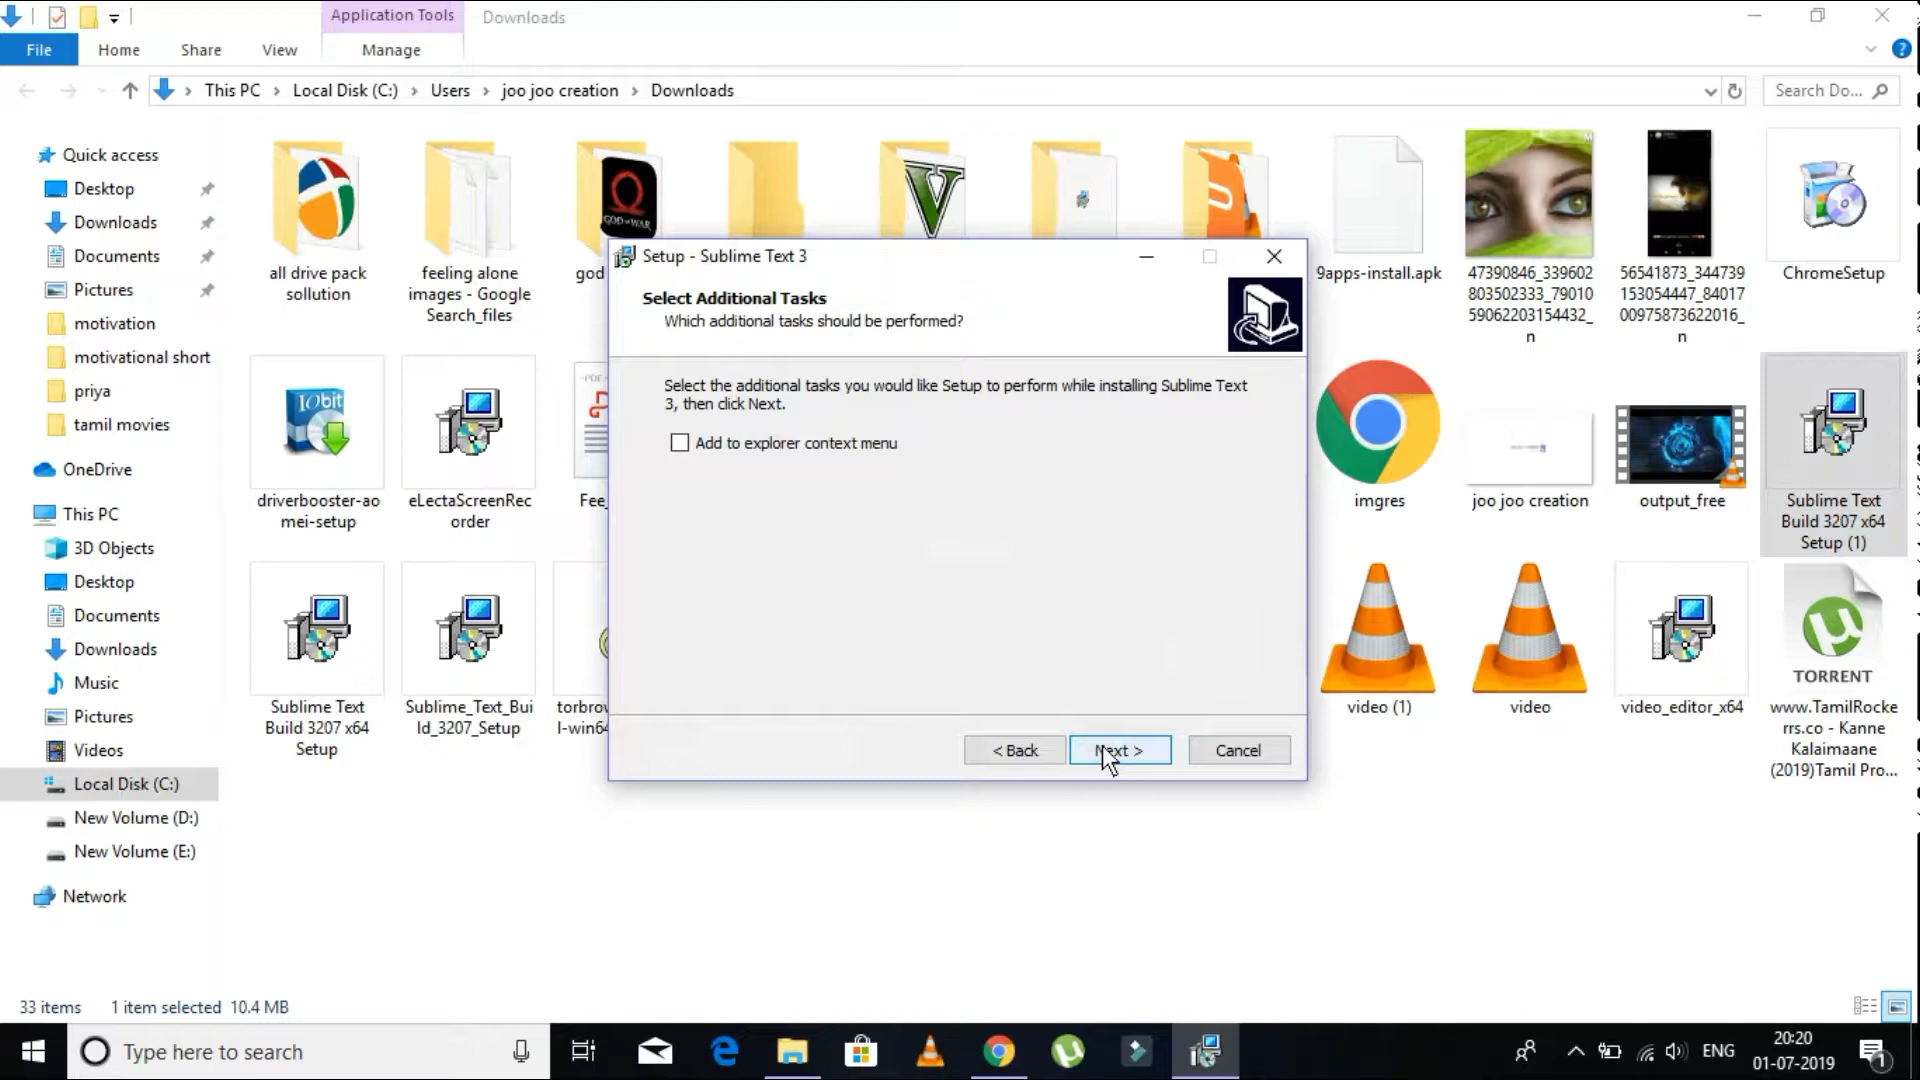 Application Tools
Downloads
File
Home
Share
View
Manage
This PC
Local Disk (C:)
Users
joo joo creation
Downloads
Search Do...
Quick access
Desktop
Downloads
Documents
Pictures
motivation
motivational short
priya
tamil movies
OneDrive
This PC
3D Objects
Desktop
Documents
Downloads
Music
Pictures
Videos
Local Disk (C:)
New Volume (D:)
New Volume (E:)
Network
all drive pack
sollution
feeling alone
images - Google
Search_files
GOD OF WAR
god
9apps-install.apk
47390846_339602
803502333_79010
59062203154432_
n
56541873_344739
153054447_84017
00975873622016_
n
ChromeSetup
IObit
driverbooster-ao
mei-setup
eLectaScreenRec
order
-PDF-
Fee_
imgres
joo joo creation
output_free
Sublime Text
Build 3207 x64
Setup (1)
Sublime Text
Build 3207 x64
Setup
Sublime_Text_Bui
ld_3207_Setup
torbrow
l-win64
video (1)
video
video_editor_x64
TORRENT
www.TamilRocke
rrs.co - Kanne
Kalaimaane
(2019)Tamil Pro...
Setup - Sublime Text 3
Select Additional Tasks
Which additional tasks should be performed?
Select the additional tasks you would like Setup to perform while installing Sublime Text
3, then click Next.
Add to explorer context menu
< Back
Next >
Cancel
33 items
1 item selected 10.4 MB
Type here to search
ENG
20:20
01-07-2019
1